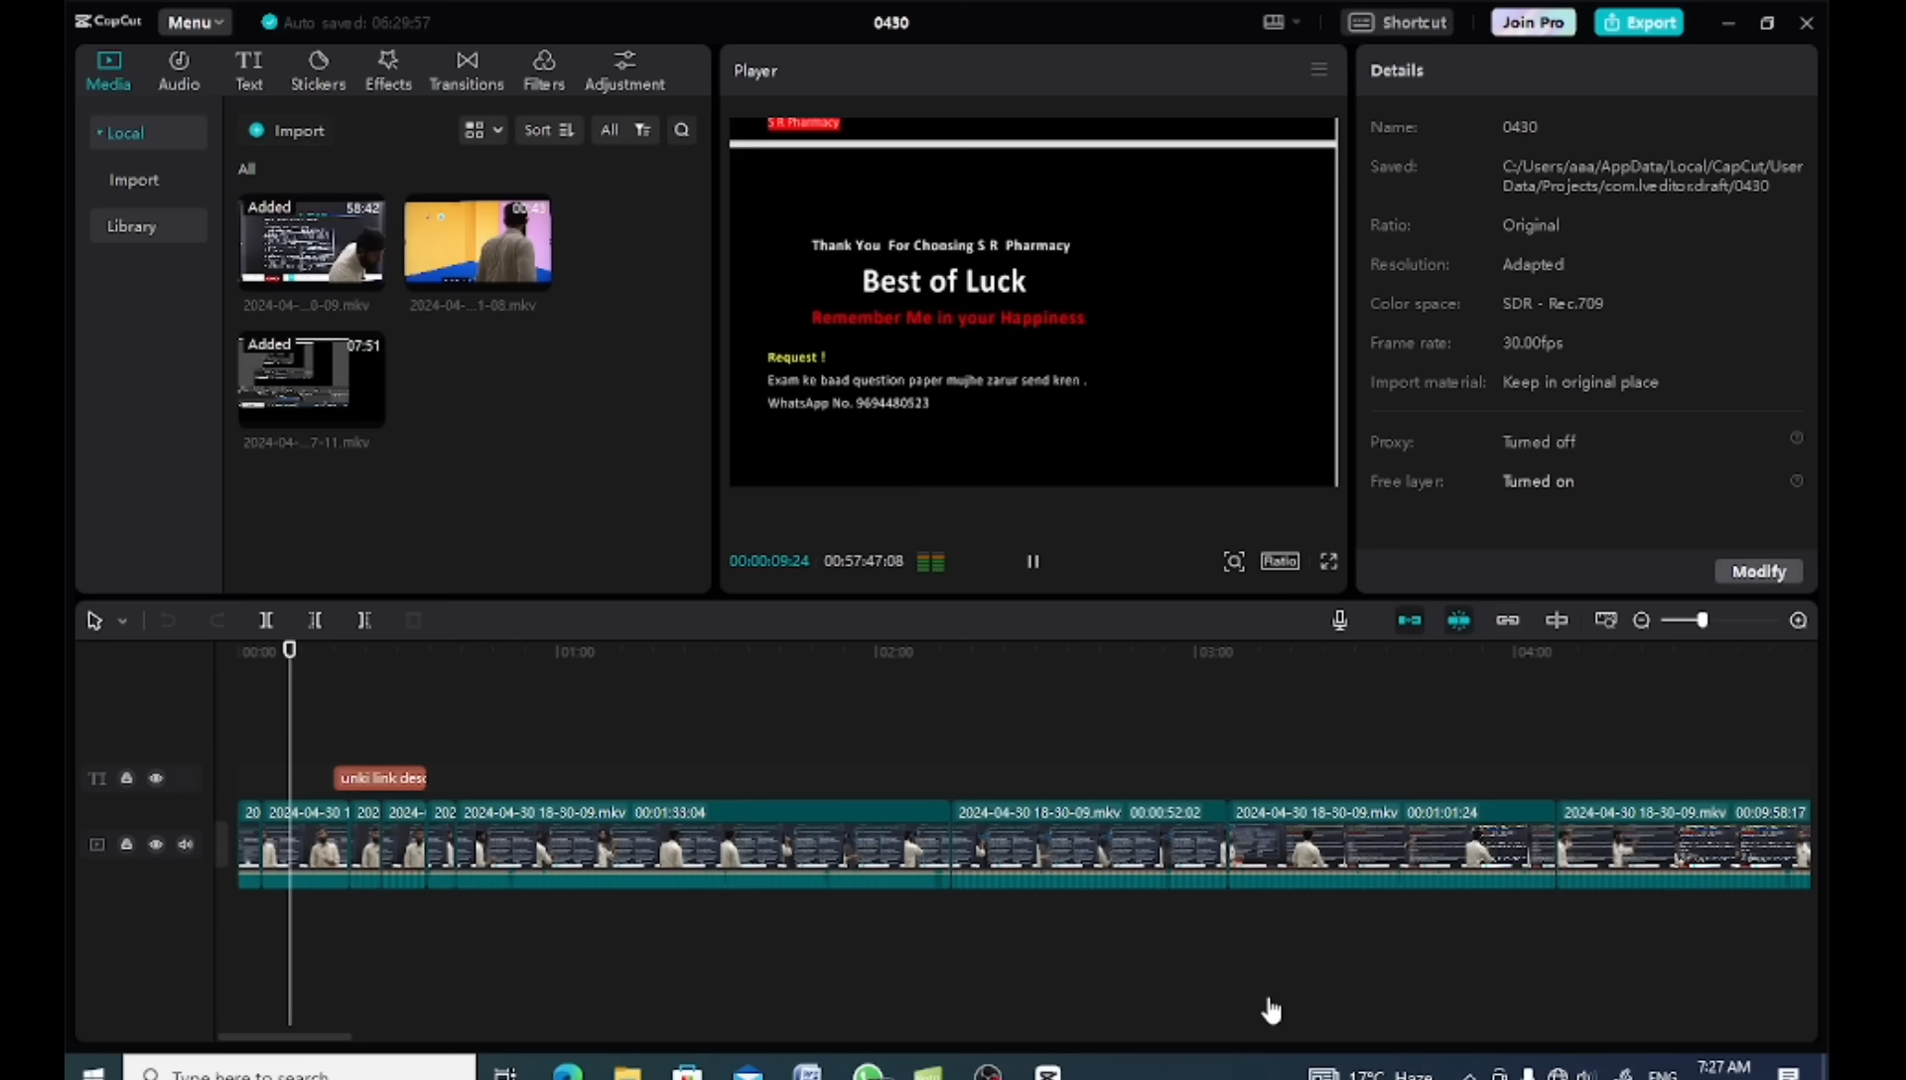 CapCut
Menu
Auto saved: 06:29:57
0430
Shortcut
Join Pro
Export
Media
Audio
TI
Text
Stickers
Effects
Transitions
Filters
Adjustment
Local
Import
Library
Import
Sort
All
All
Added
58:42
2024-04-...0-09.mkv
00:43
2024-04-...1-08.mkv
Added
07:51
2024-04-...7-11.mkv
Player
S R Pharmacy
Thank You For Choosing S R Pharmacy
Best of Luck
Remember Me in your Happiness
Request !
Exam ke baad question paper mujhe zarur send kren .
WhatsApp No. 9694480523
00:00:09:24
00:57:47:08
Ratio
Details
Name: 0430
Saved: C:/Users/aaa/AppData/Local/CapCut/User
Data/Projects/com.lveditor.draft/0430
Ratio: Original
Resolution: Adapted
Color space: SDR - Rec.709
Frame rate: 30.00fps
Import material: Keep in original place
Proxy: Turned off
Free layer: Turned on
Modify
00:00
01:00
02:00
03:00
04:00
TI
unki link desc
20
2024-04-30 1
202
2024-
202
2024-04-30 18-30-09.mkv 00:01:33:04
2024-04-30 18-30-09.mkv 00:00:52:02
2024-04-30 18-30-09.mkv 00:01:01:24
2024-04-30 18-30-09.mkv 00:09:58:17
Type here to search
17°C Haze
ENG
7:27 AM